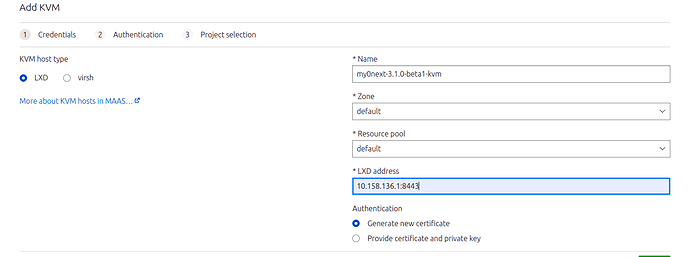 Add KVM
1 Credentials 2 Authentication 3 Project selection
KVM host type
LXD virsh
More about KVM hosts in MAAS…
* Name
my0next-3.1.0-beta1-kvm
* Zone
default
* Resource pool
default
* LXD address
10.158.136.1:8443
Authentication
Generate new certificate
Provide certificate and private key